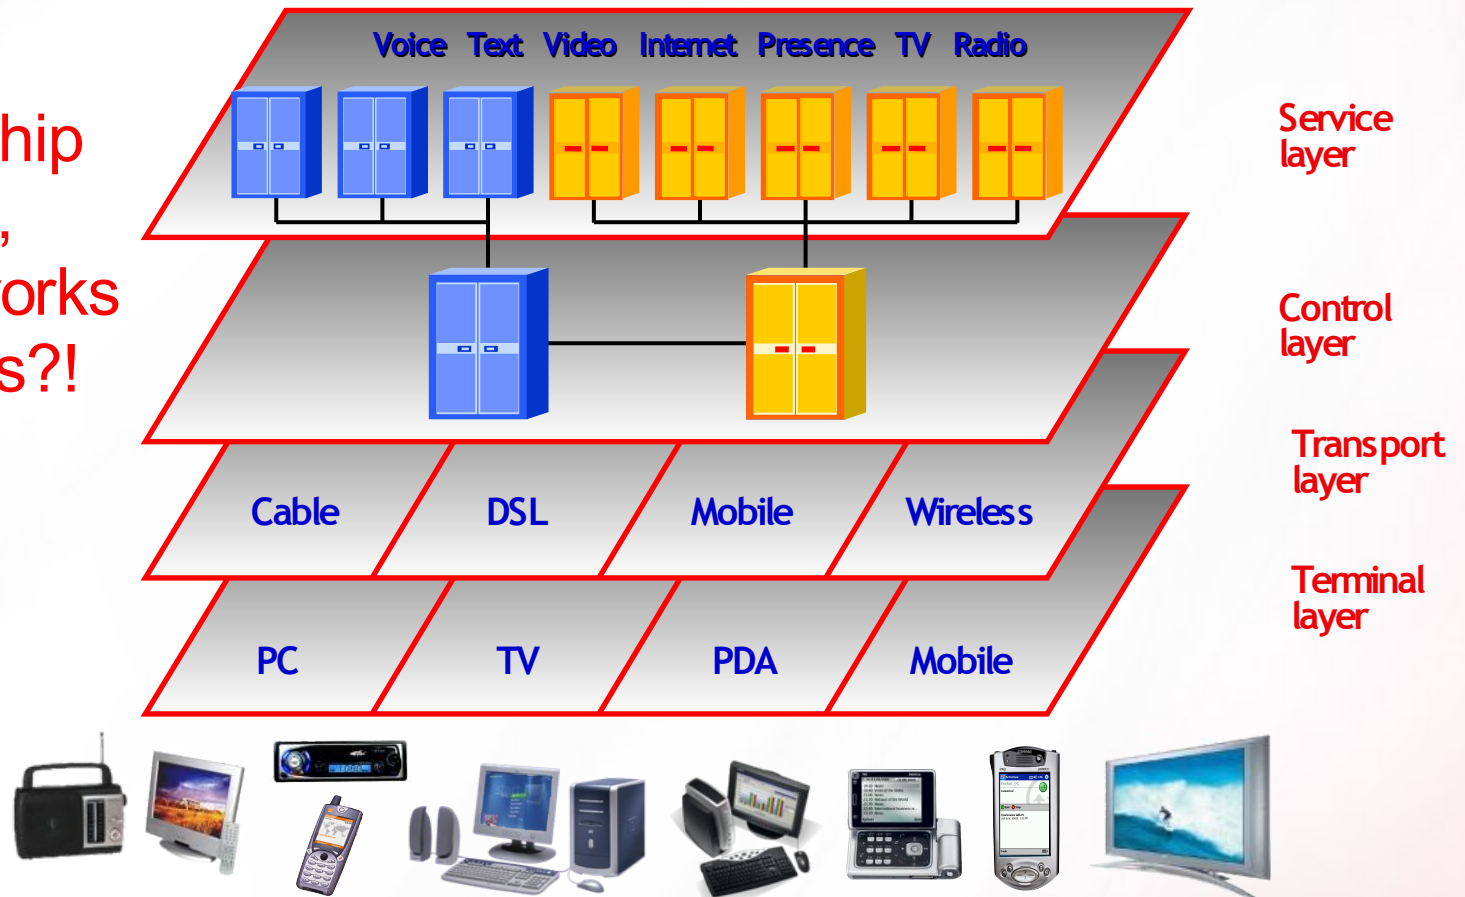 Voice Text Video Internet Presence TV Radio
hip
,
orks
s?!
Service
layer
Control
layer
Transport
layer
Terminal
layer
Cable DSL Mobile Wireless
PC TV PDA Mobile